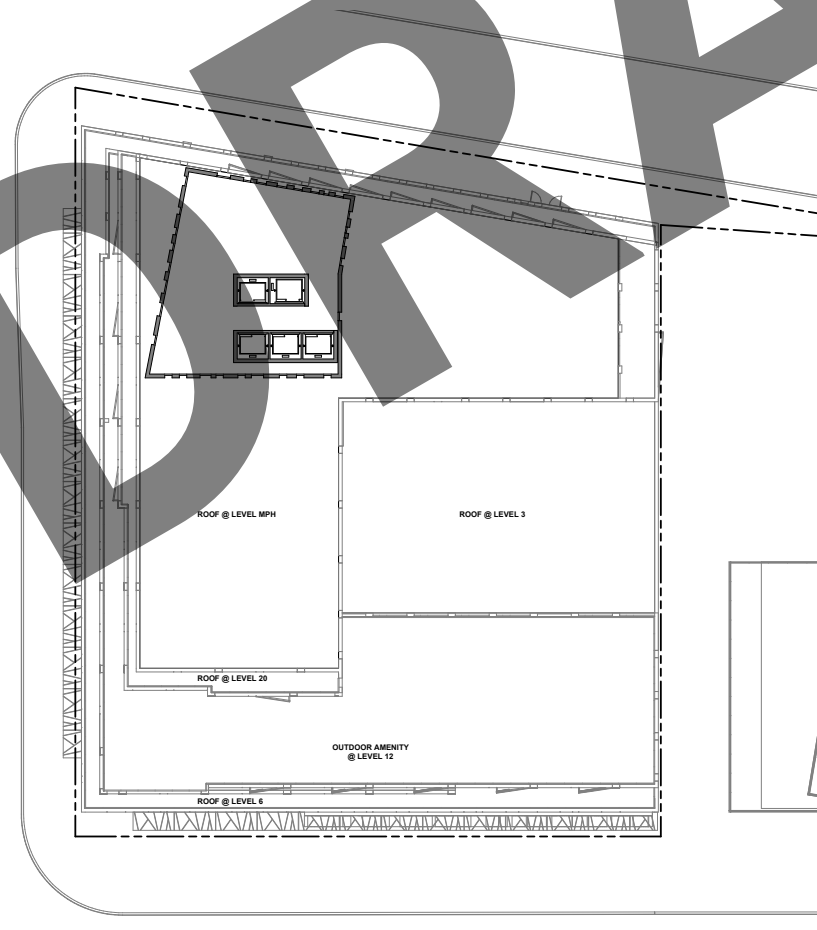 DRA
ROOF @ LEVEL MPH
ROOF @ LEVEL 3
ROOF @ LEVEL 20
OUTDOOR AMENITY
@ LEVEL 12
ROOF @ LEVEL 6